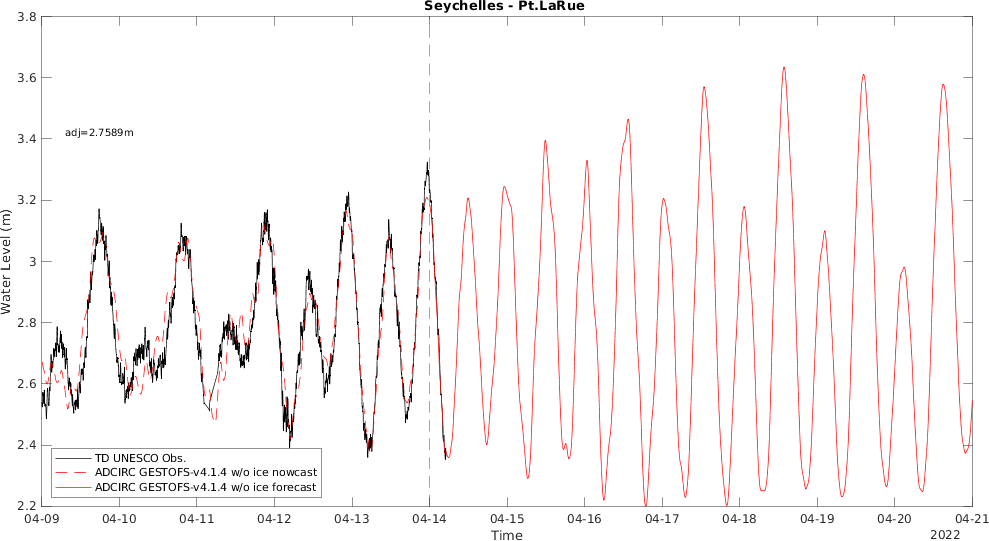 Seychelles - Pt.LaRue
3.8
3.6
3.4
3.2
3
2.8
2.6
2.4
2.2
Water Level (m)
adj=2.7589m
TD UNESCO Obs.
ADCIRC GESTOFS-v4.1.4 w/o ice nowcast
ADCIRC GESTOFS-v4.1.4 w/o ice forecast
04-09 04-10 04-11 04-12 04-13 04-14 04-15 04-16 04-17 04-18 04-19 04-20 04-21
Time
2022